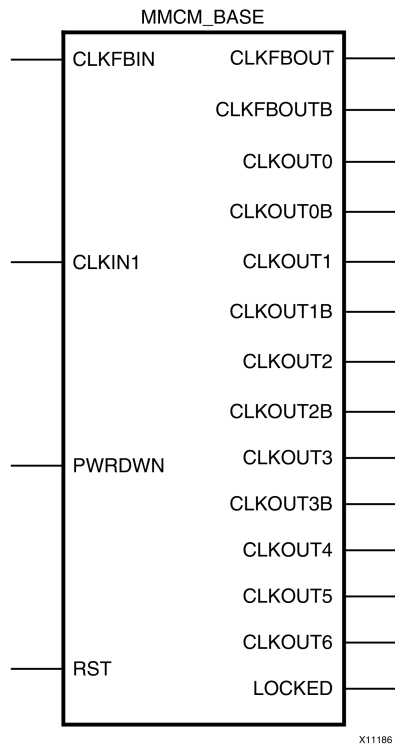 MMCM_BASE
CLKFBIN
CLKFBOUT
CLKFBOUTB
CLKOUT0
CLKOUT0B
CLKIN1
CLKOUT1
CLKOUT1B
CLKOUT2
CLKOUT2B
PWRDWN
CLKOUT3
CLKOUT3B
CLKOUT4
CLKOUT5
CLKOUT6
RST
LOCKED
X11186